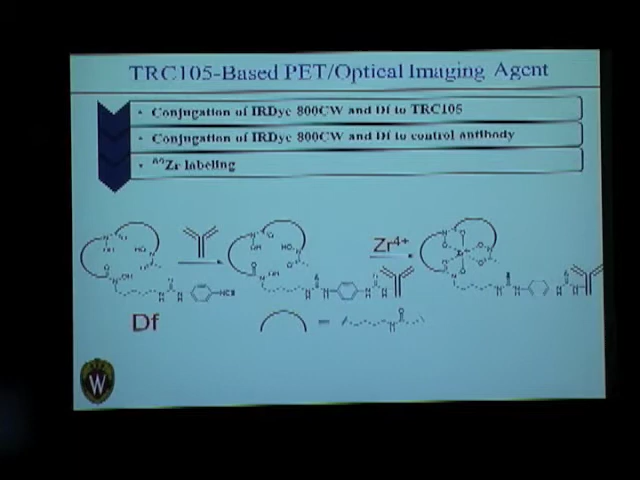 TRC105-Based PET/Optical Imaging Agent
• Conjugation of IRDye 800CW and Df to TRC105
• Conjugation of IRDye 800CW and Df to control antibody
• ⁸⁹Zr labeling
Zr⁴⁺
Df
=
W